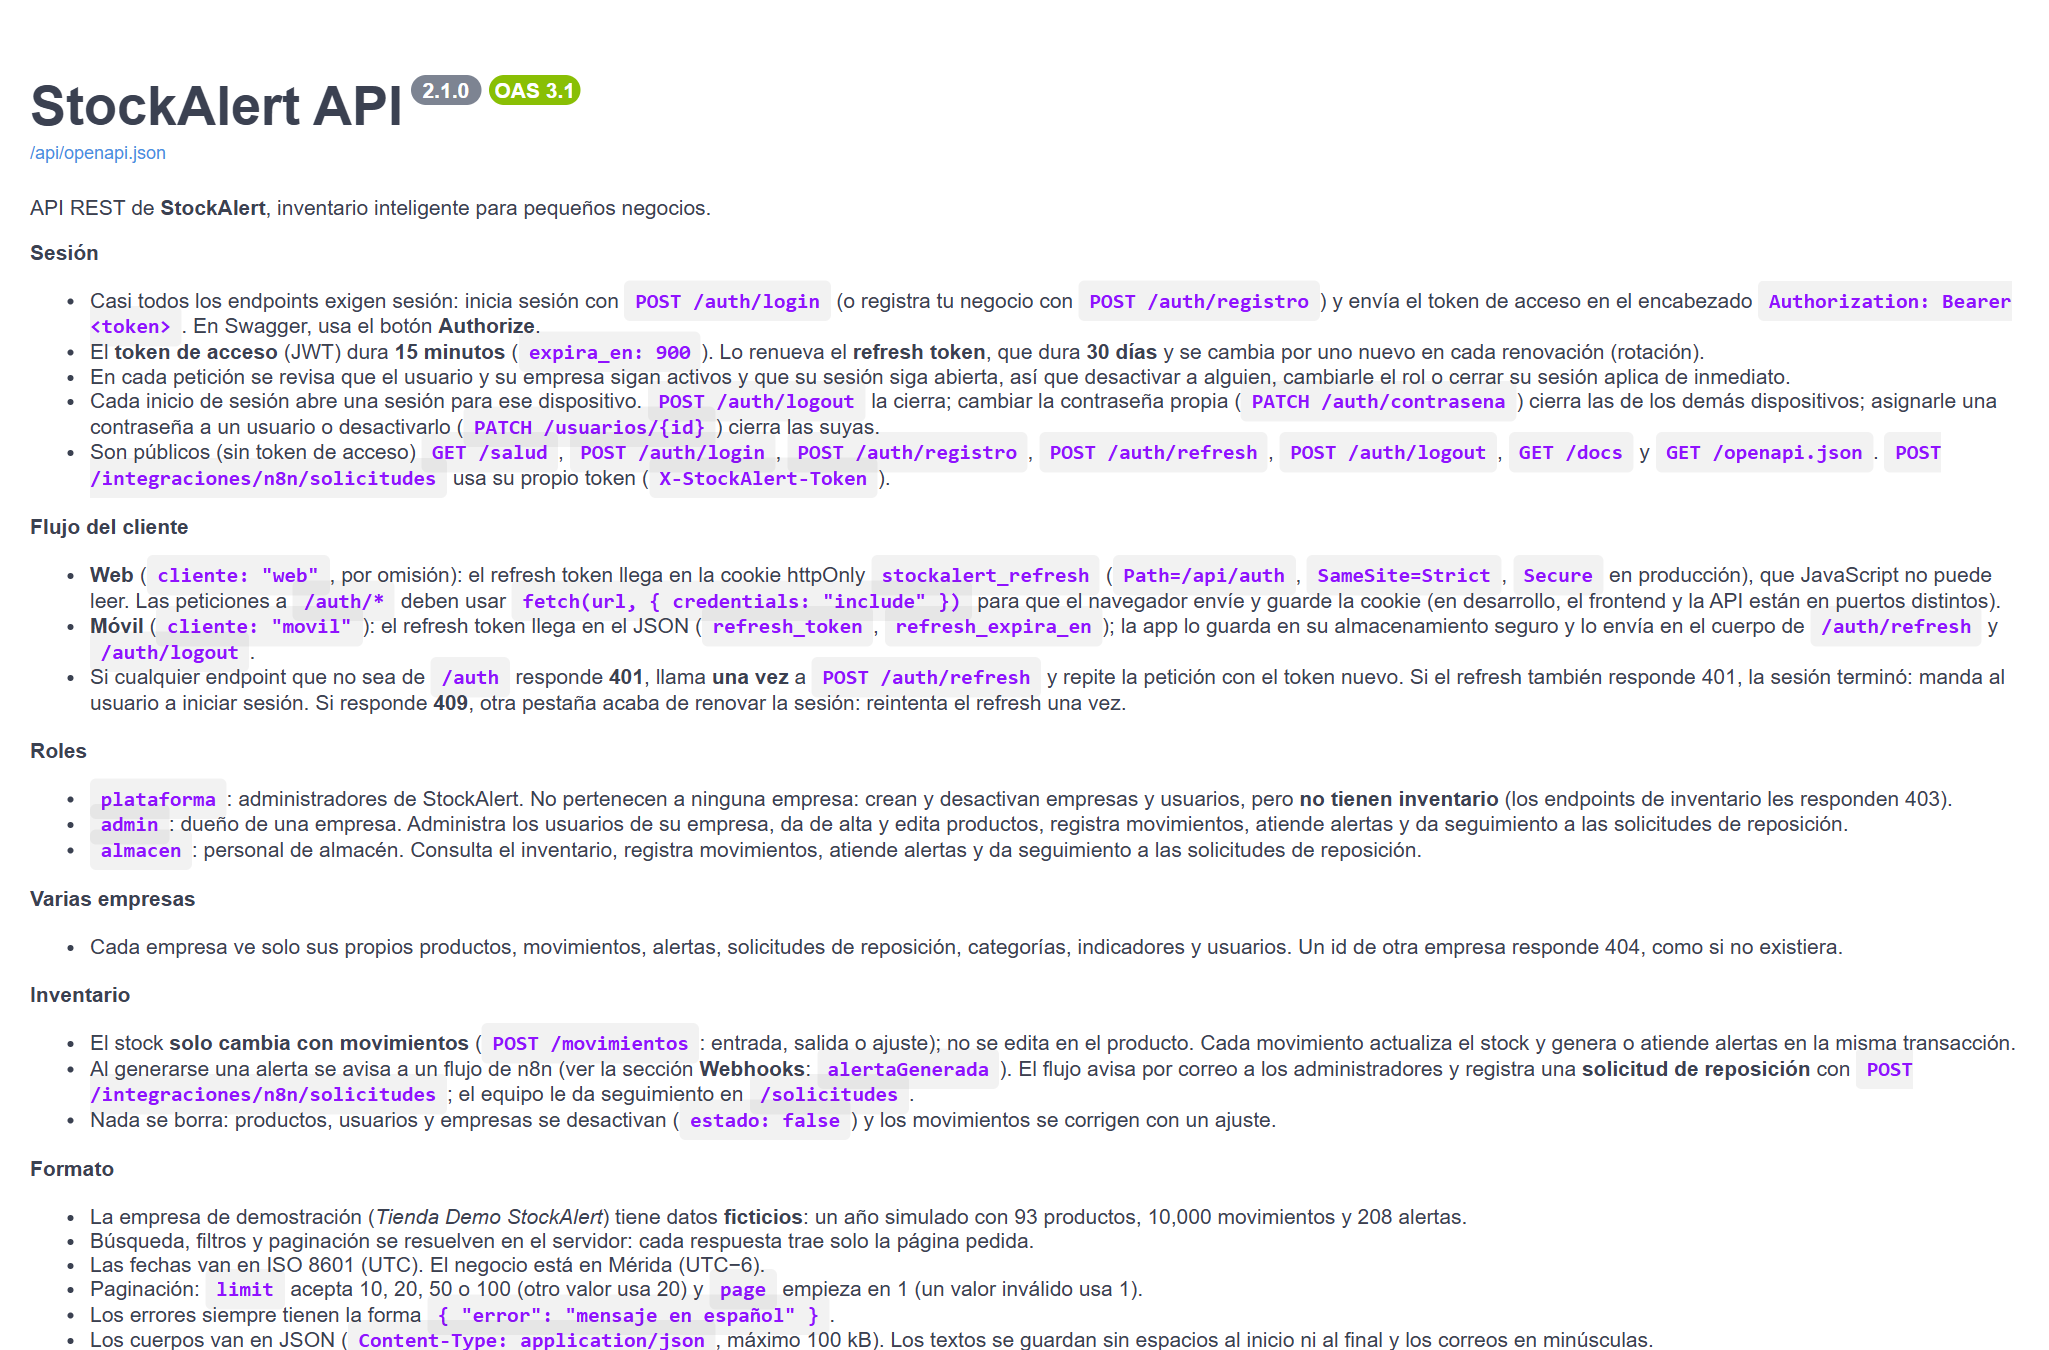 StockAlert API 2.1.0 OAS 3.1
/api/openapi.json
API REST de StockAlert, inventario inteligente para pequeños negocios.
Sesión
• Casi todos los endpoints exigen sesión: inicia sesión con POST /auth/login (o registra tu negocio con POST /auth/registro ) y envía el token de acceso en el encabezado Authorization: Bearer
<token> . En Swagger, usa el botón Authorize.
• El token de acceso (JWT) dura 15 minutos ( expira_en: 900 ). Lo renueva el refresh token, que dura 30 días y se cambia por uno nuevo en cada renovación (rotación).
• En cada petición se revisa que el usuario y su empresa sigan activos y que su sesión siga abierta, así que desactivar a alguien, cambiarle el rol o cerrar su sesión aplica de inmediato.
• Cada inicio de sesión abre una sesión para ese dispositivo. POST /auth/logout la cierra; cambiar la contraseña propia ( PATCH /auth/contrasena ) cierra las de los demás dispositivos; asignarle una
contraseña a un usuario o desactivarlo ( PATCH /usuarios/{id} ) cierra las suyas.
• Son públicos (sin token de acceso) GET /salud , POST /auth/login , POST /auth/registro , POST /auth/refresh , POST /auth/logout , GET /docs y GET /openapi.json . POST
/integraciones/n8n/solicitudes usa su propio token ( X-StockAlert-Token ).
Flujo del cliente
• Web ( cliente: "web" , por omisión): el refresh token llega en la cookie httpOnly stockalert_refresh ( Path=/api/auth , SameSite=Strict , Secure en producción), que JavaScript no puede
leer. Las peticiones a /auth/* deben usar fetch(url, { credentials: "include" }) para que el navegador envíe y guarde la cookie (en desarrollo, el frontend y la API están en puertos distintos).
• Móvil ( cliente: "movil" ): el refresh token llega en el JSON ( refresh_token , refresh_expira_en ); la app lo guarda en su almacenamiento seguro y lo envía en el cuerpo de /auth/refresh y
/auth/logout .
• Si cualquier endpoint que no sea de /auth responde 401, llama una vez a POST /auth/refresh y repite la petición con el token nuevo. Si el refresh también responde 401, la sesión terminó: manda al
usuario a iniciar sesión. Si responde 409, otra pestaña acaba de renovar la sesión: reintenta el refresh una vez.
Roles
• plataforma : administradores de StockAlert. No pertenecen a ninguna empresa: crean y desactivan empresas y usuarios, pero no tienen inventario (los endpoints de inventario les responden 403).
• admin : dueño de una empresa. Administra los usuarios de su empresa, da de alta y edita productos, registra movimientos, atiende alertas y da seguimiento a las solicitudes de reposición.
• almacen : personal de almacén. Consulta el inventario, registra movimientos, atiende alertas y da seguimiento a las solicitudes de reposición.
Varias empresas
• Cada empresa ve solo sus propios productos, movimientos, alertas, solicitudes de reposición, categorías, indicadores y usuarios. Un id de otra empresa responde 404, como si no existiera.
Inventario
• El stock solo cambia con movimientos ( POST /movimientos : entrada, salida o ajuste); no se edita en el producto. Cada movimiento actualiza el stock y genera o atiende alertas en la misma transacción.
• Al generarse una alerta se avisa a un flujo de n8n (ver la sección Webhooks: alertaGenerada ). El flujo avisa por correo a los administradores y registra una solicitud de reposición con POST
/integraciones/n8n/solicitudes ; el equipo le da seguimiento en /solicitudes .
• Nada se borra: productos, usuarios y empresas se desactivan ( estado: false ) y los movimientos se corrigen con un ajuste.
Formato
• La empresa de demostración (Tienda Demo StockAlert) tiene datos ficticios: un año simulado con 93 productos, 10,000 movimientos y 208 alertas.
• Búsqueda, filtros y paginación se resuelven en el servidor: cada respuesta trae solo la página pedida.
• Las fechas van en ISO 8601 (UTC). El negocio está en Mérida (UTC−6).
• Paginación: limit acepta 10, 20, 50 o 100 (otro valor usa 20) y page empieza en 1 (un valor inválido usa 1).
• Los errores siempre tienen la forma { "error": "mensaje en español" } .
• Los cuerpos van en JSON ( Content-Type: application/json , máximo 100 kB). Los textos se guardan sin espacios al inicio ni al final y los correos en minúsculas.